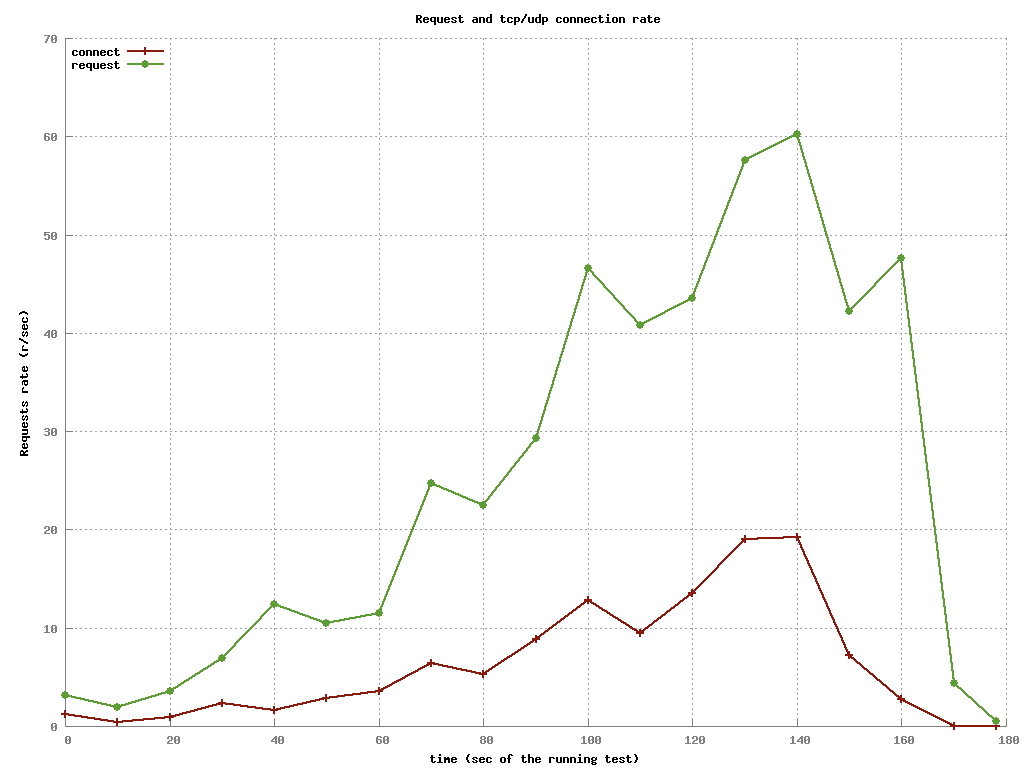 Request and tcp/udp connection rate
connect
request
70
60
50
40
30
20
10
0
Requests rate (r/sec)
0 20 40 60 80 100 120 140 160 180
time (sec of the running test)